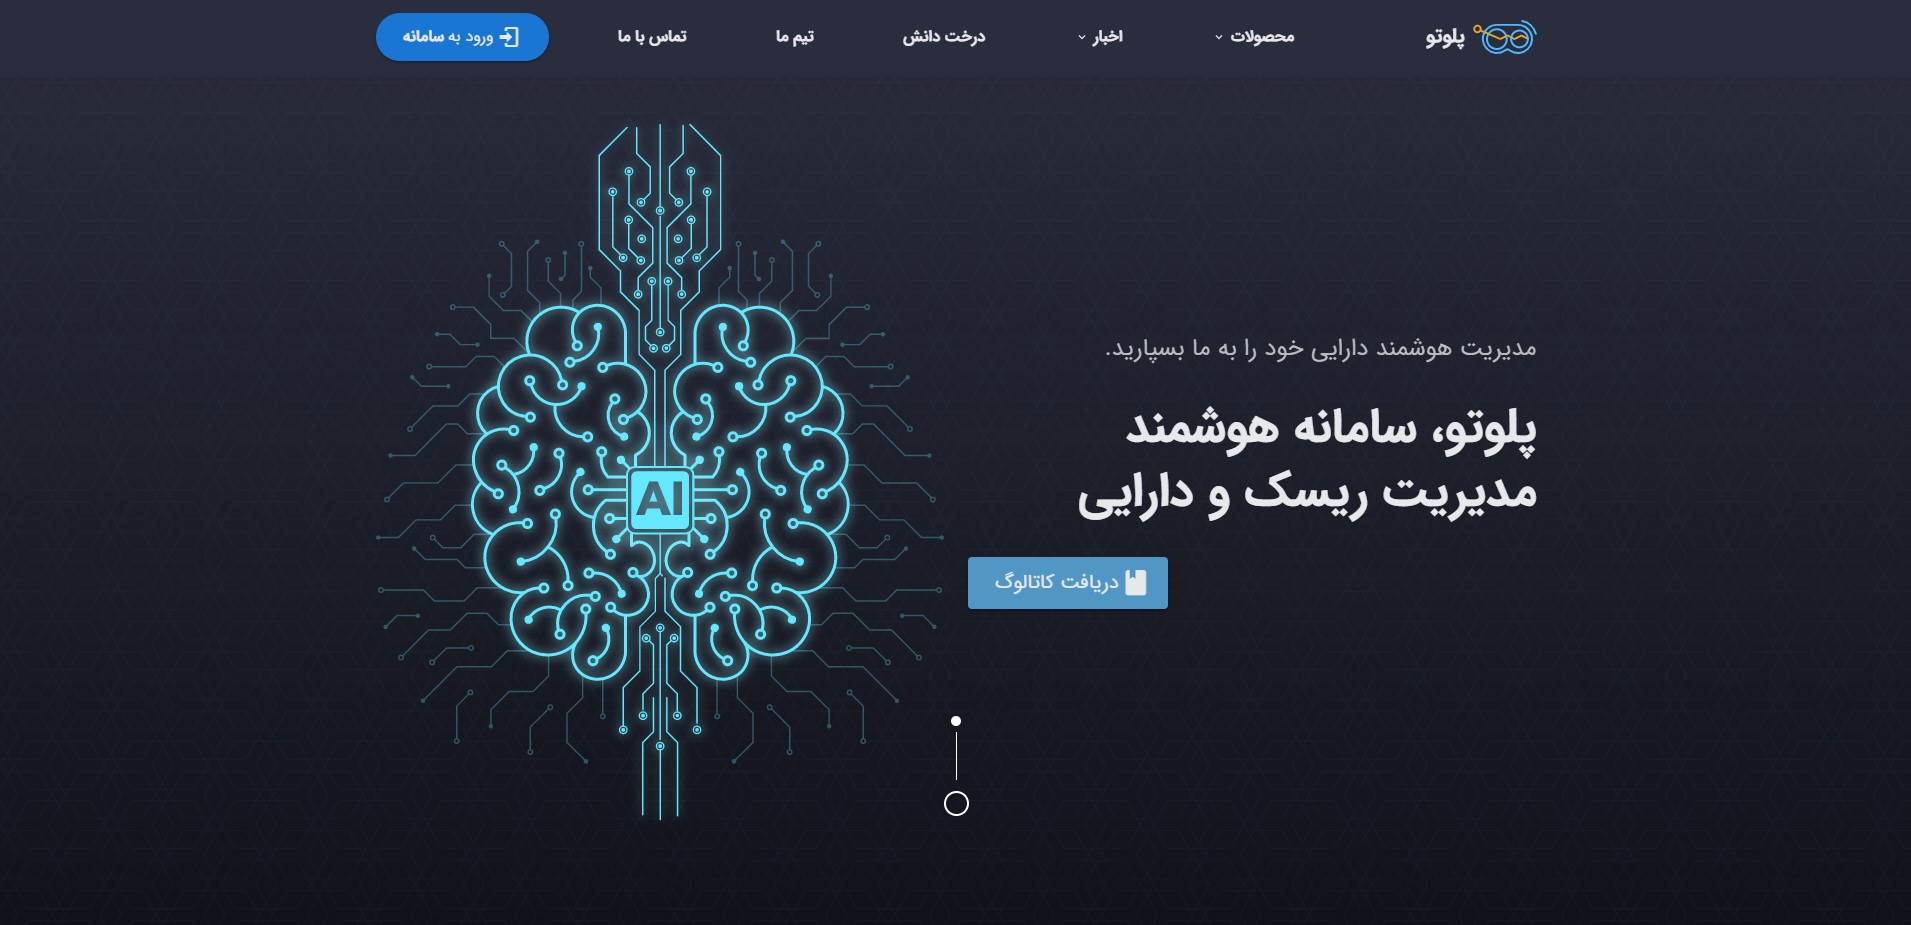 پلوتو
محصولات
اخبار
درخت دانش
تیم ما
تماس با ما
ورود به سامانه
مدیریت هوشمند دارایی خود را به ما بسپارید.
پلوتو، سامانه هوشمند
مدیریت ریسک و دارایی
دریافت کاتالوگ
AI